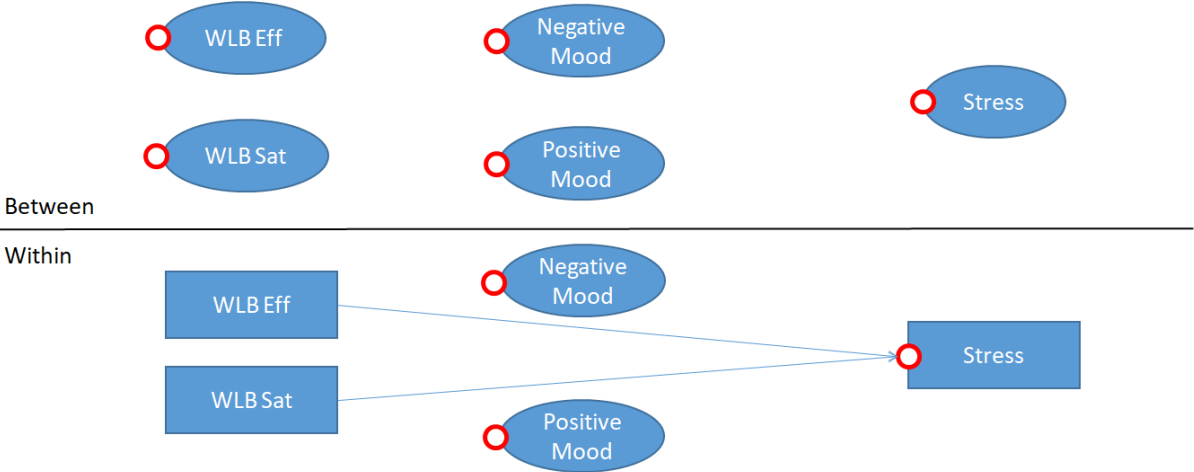 WLB Eff
Negative
Mood
Stress
WLB Sat
Positive
Mood
Between
Within
Negative
Mood
WLB Eff
Stress
WLB Sat
Positive
Mood